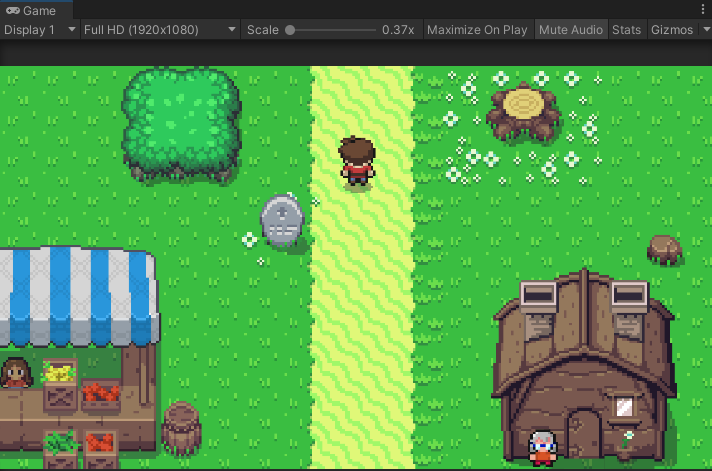 Game
Display 1 Full HD (1920x1080) Scale 0.37x Maximize On Play Mute Audio Stats Gizmos